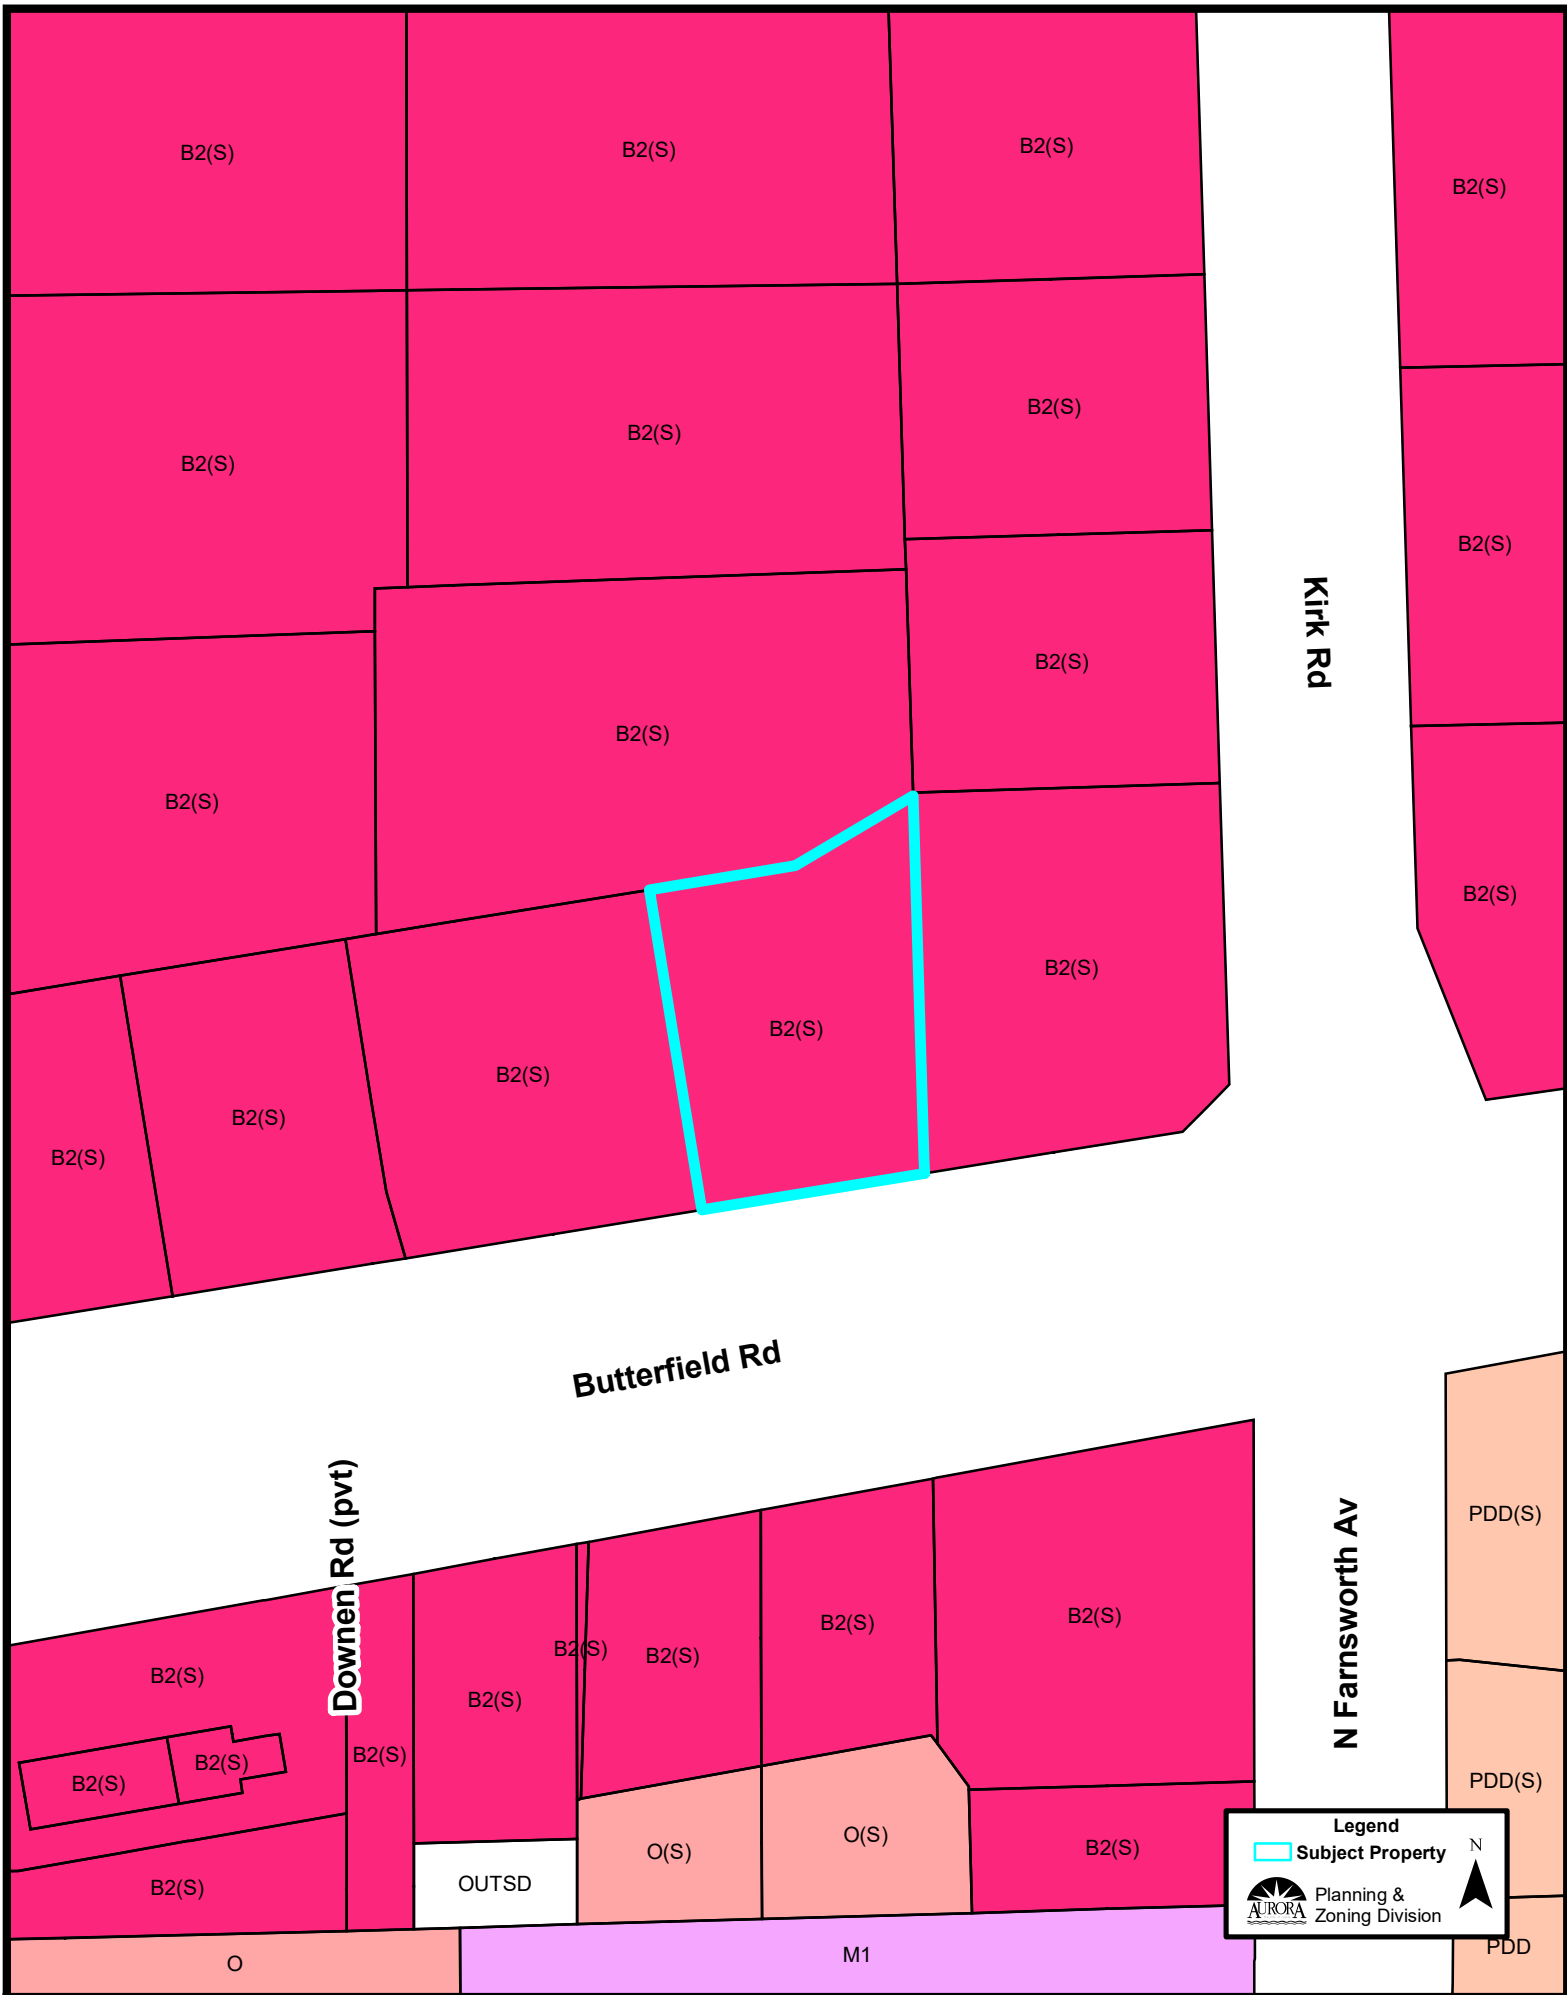 B2(S)
B2(S)
B2(S)
B2(S)
B2(S)
B2(S)
B2(S)
B2(S)
Kirk Rd
B2(S)
B2(S)
B2(S)
B2(S)
B2(S)
B2(S)
B2(S)
B2(S)
B2(S)
B2(S)
Butterfield Rd
Downen Rd (pvt)
N Farnsworth Av
PDD(S)
B2(S)
B2(S)
B2(S)
B2(S)
B2(S)
B2(S)
B2(S)
B2(S)
B2(S)
PDD(S)
O(S)
O(S)
B2(S)
B2(S)
OUTSD
O
M1
PDD
Legend
Subject Property
N
AURORA
Planning &
Zoning Division